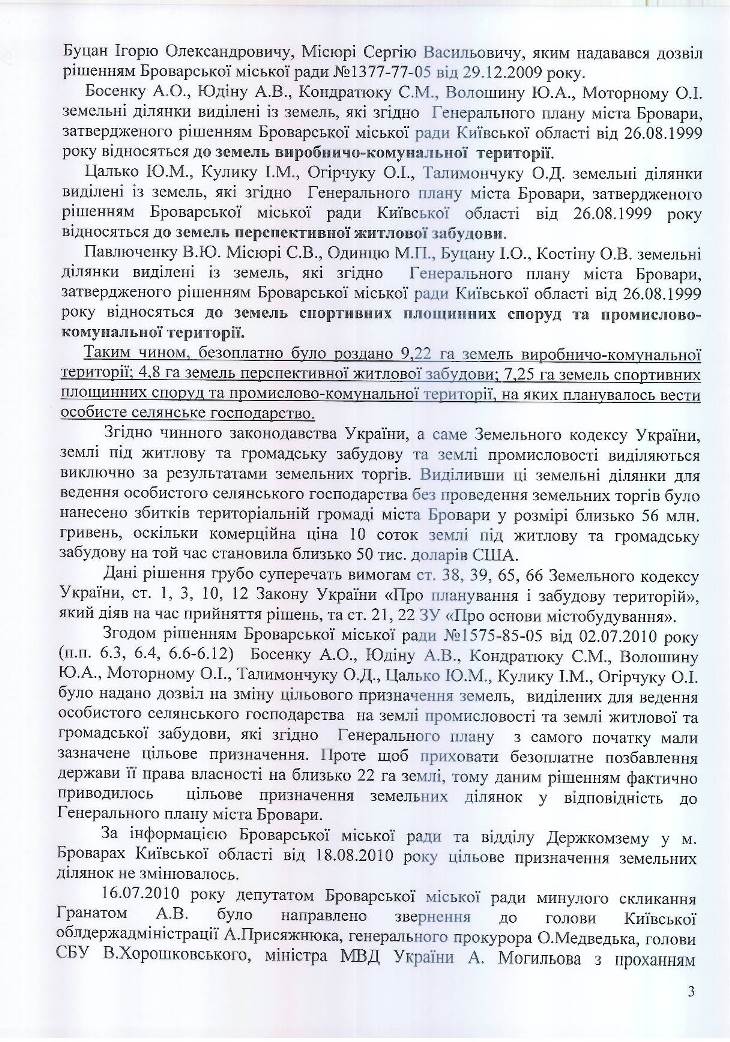 Буцан Ігорю Олександровичу, Місюрі Сергію Васильовичу, яким надавався дозвіл
рішенням Броварської міської ради №1377-77-05 від 29.12.2009 року.
Босенку А.О., Юдіну А.В., Кондратюку С.М., Волошину Ю.А., Моторному О.І.
земельні ділянки виділені із земель, які згідно Генерального плану міста Бровари,
затвердженого рішенням Броварської міської ради Київської області від 26.08.1999
року відносяться до земель виробничо-комунальної території.
Цалько Ю.М., Кулику І.М., Огірчуку О.І., Талимончуку О.Д. земельні ділянки
виділені із земель, які згідно Генерального плану міста Бровари, затвердженого
рішенням Броварської міської ради Київської області від 26.08.1999 року
відносяться до земель перспективної житлової забудови.
Павлюченку В.Ю. Місюрі С.В., Одинцю М.П., Буцану І.О., Костіну О.В. земельні
ділянки виділені із земель, які згідно Генерального плану міста Бровари,
затвердженого рішенням Броварської міської ради Київської області від 26.08.1999
року відносяться до земель спортивних площинних споруд та промислово-
комунальної території.
Таким чином, безоплатно було роздано 9,22 га земель виробничо-комунальної
території; 4,8 га земель перспективної житлової забудови; 7,25 га земель спортивних
площинних споруд та промислово-комунальної території, на яких планувалось вести
особисте селянське господарство.
Згідно чинного законодавства України, а саме Земельного кодексу України,
землі під житлову та громадську забудову та землі промисловості виділяються
виключно за результатами земельних торгів. Виділивши ці земельні ділянки для
ведення особистого селянського господарства без проведення земельних торгів було
нанесено збитків територіальній громаді міста Бровари у розмірі близько 56 млн.
гривень, оскільки комерційна ціна 10 соток землі під житлову та громадську
забудову на той час становила близько 50 тис. доларів США.
Дані рішення грубо суперечать вимогам ст. 38, 39, 65, 66 Земельного кодексу
України, ст. 1, 3, 10, 12 Закону України «Про планування і забудову територій»,
який діяв на час прийняття рішень, та ст. 21, 22 ЗУ «Про основи містобудування».
Згодом рішенням Броварської міської ради №1575-85-05 від 02.07.2010 року
(п.п. 6.3, 6.4, 6.6-6.12) Босенку А.О., Юдіну А.В., Кондратюку С.М., Волошину
Ю.А., Моторному О.І., Талимончуку О.Д., Цалько Ю.М., Кулику І.М., Огірчуку О.І.
було надано дозвіл на зміну цільового призначення земель, виділених для ведення
особистого селянського господарства на землі промисловості та землі житлової та
громадської забудови, які згідно Генерального плану з самого початку мали
зазначене цільове призначення. Проте щоб приховати безоплатне позбавлення
держави її права власності на близько 22 га землі, тому даним рішенням фактично
приводилось цільове призначення земельних ділянок у відповідність до
Генерального плану міста Бровари.
За інформацією Броварської міської ради та відділу Держкомзему у м.
Броварах Київської області від 18.08.2010 року цільове призначення земельних
ділянок не змінювалось.
16.07.2010 року депутатом Броварської міської ради минулого скликання
Гранатом А.В. було направлено звернення до голови Київської
облдержадміністрації А.Присяжнюка, генерального прокурора О.Медведька, голови
СБУ В.Хорошковського, міністра МВД України А. Могильова з проханням
3